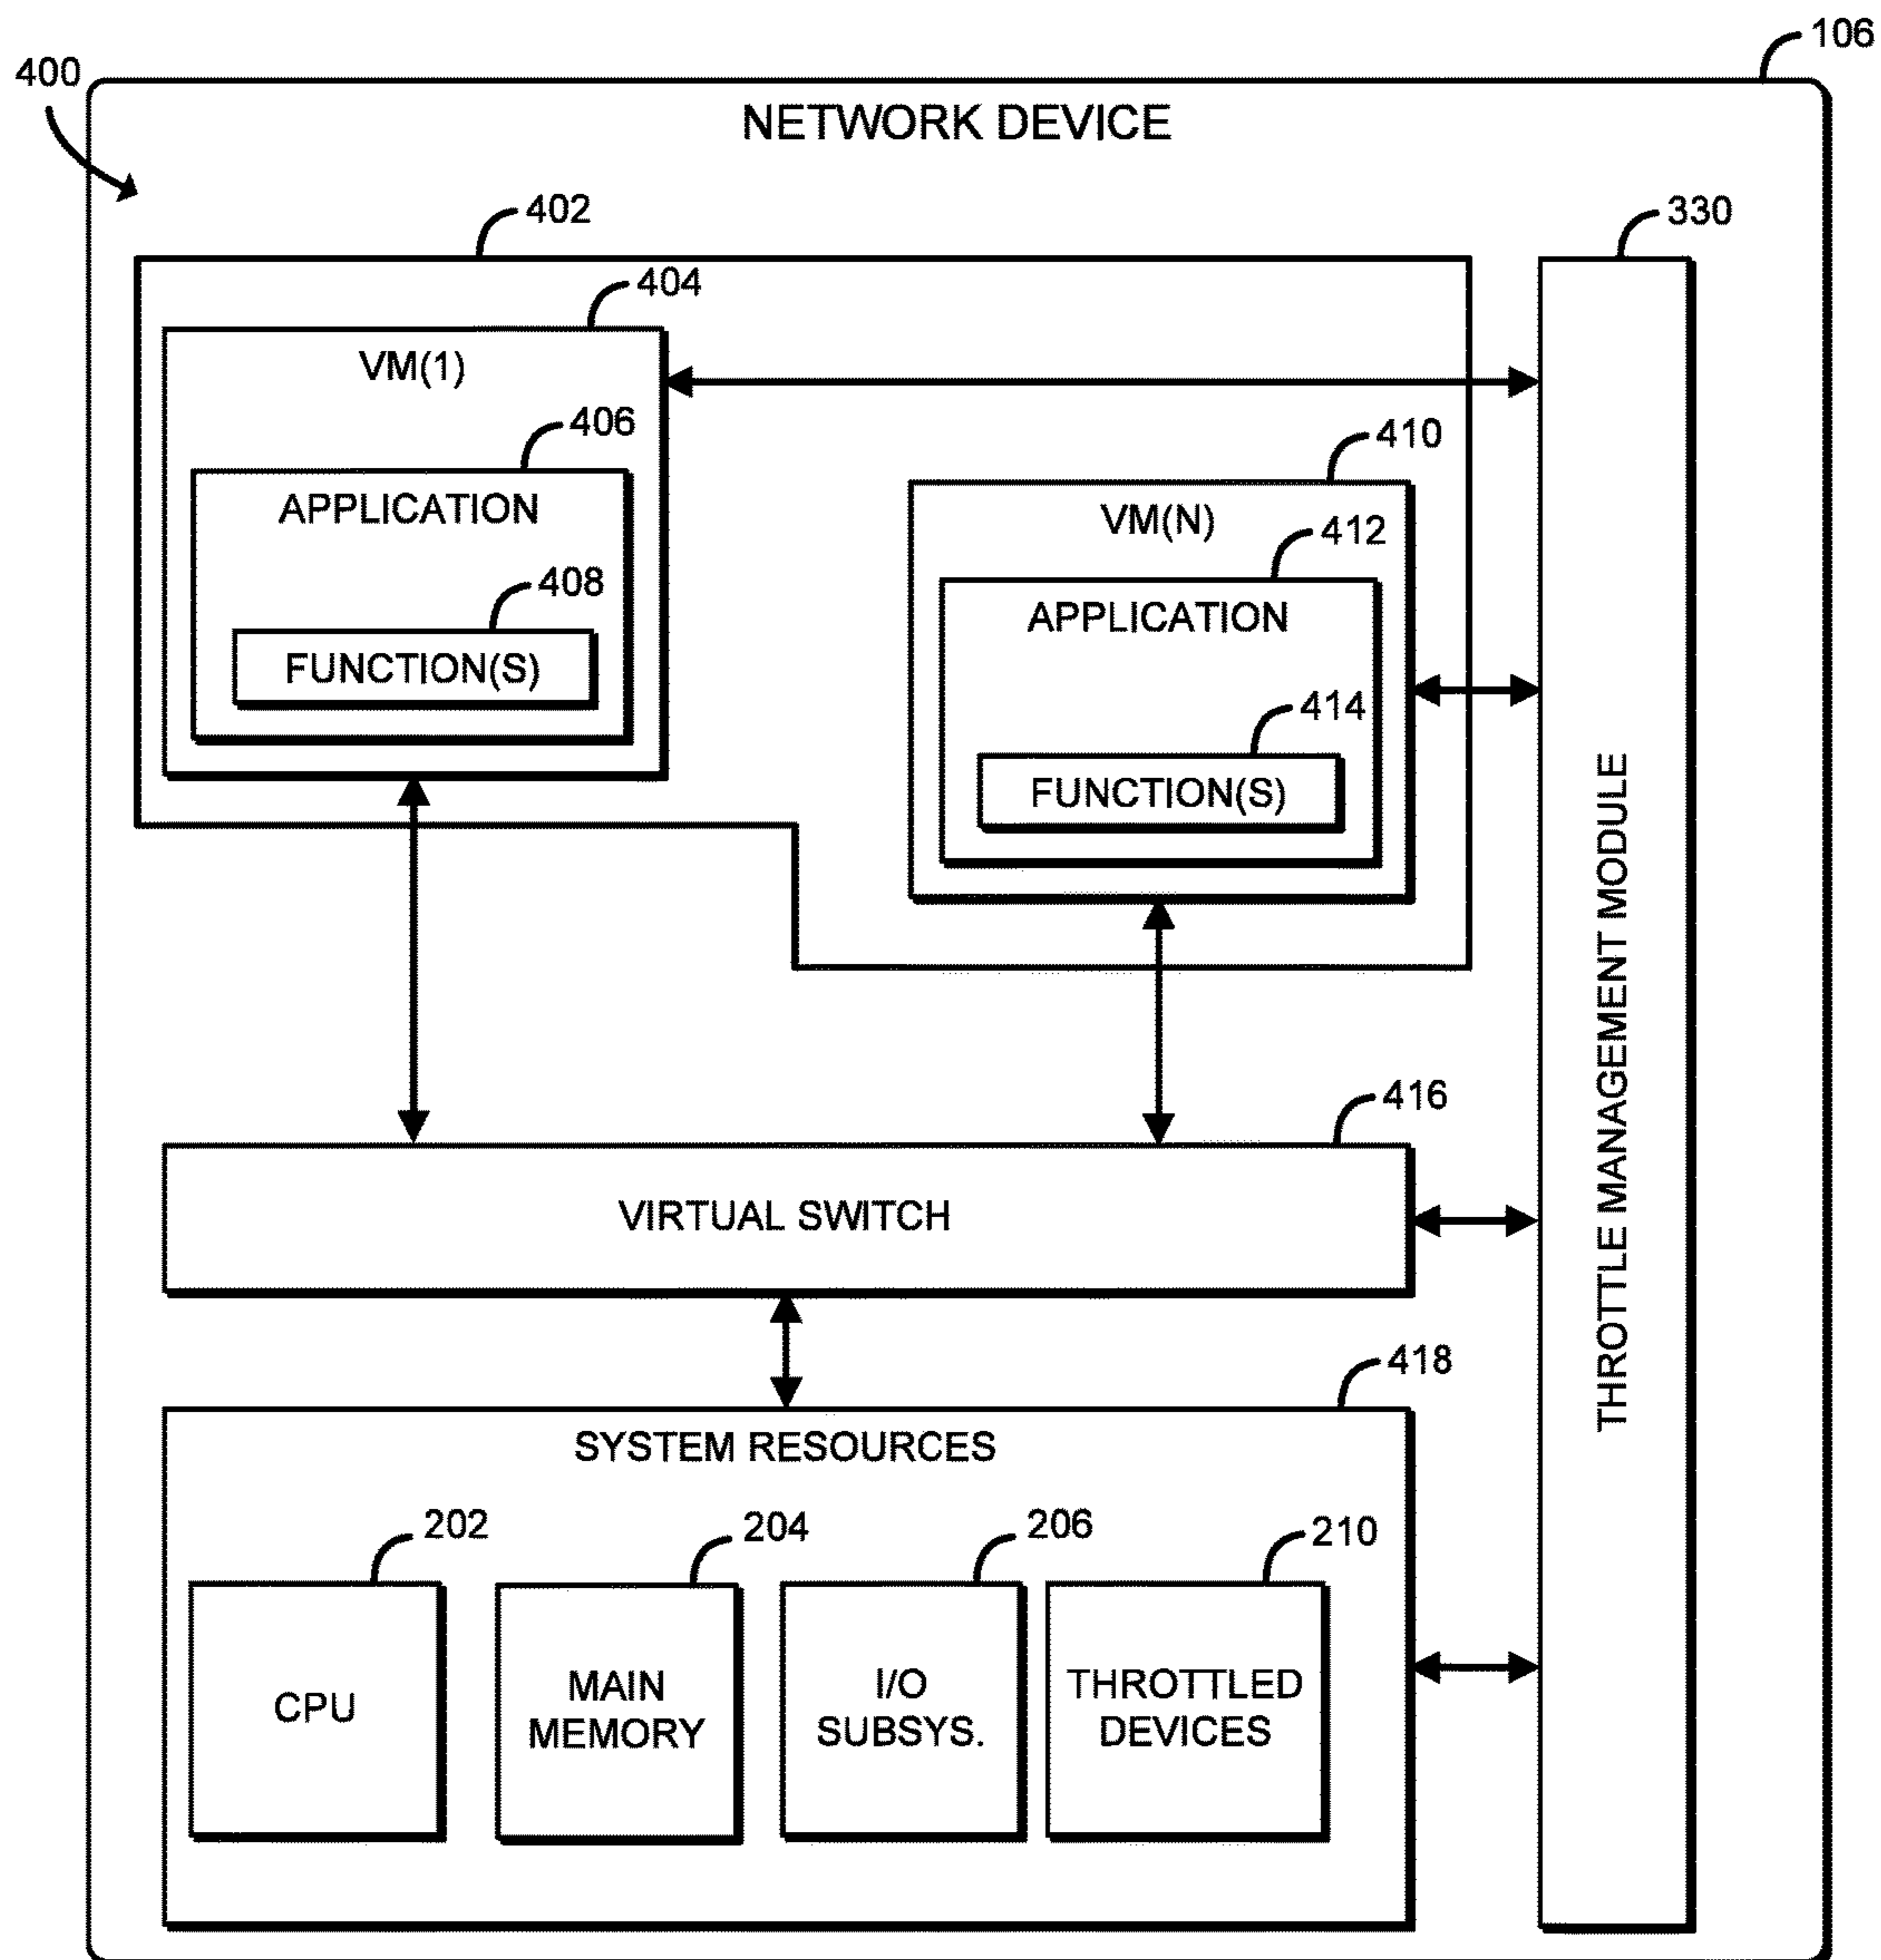 106
400
NETWORK DEVICE
402
330
404
VM(1)
406
410
APPLICATION
VM(N)
412
408
APPLICATION
FUNCTION(S)
414
FUNCTION(S)
THROTTLE MANAGEMENT MODULE
416
VIRTUAL SWITCH
418
SYSTEM RESOURCES
202
204
206
210
CPU
MAIN
MEMORY
I/O
SUBSYS.
THROTTLED
DEVICES